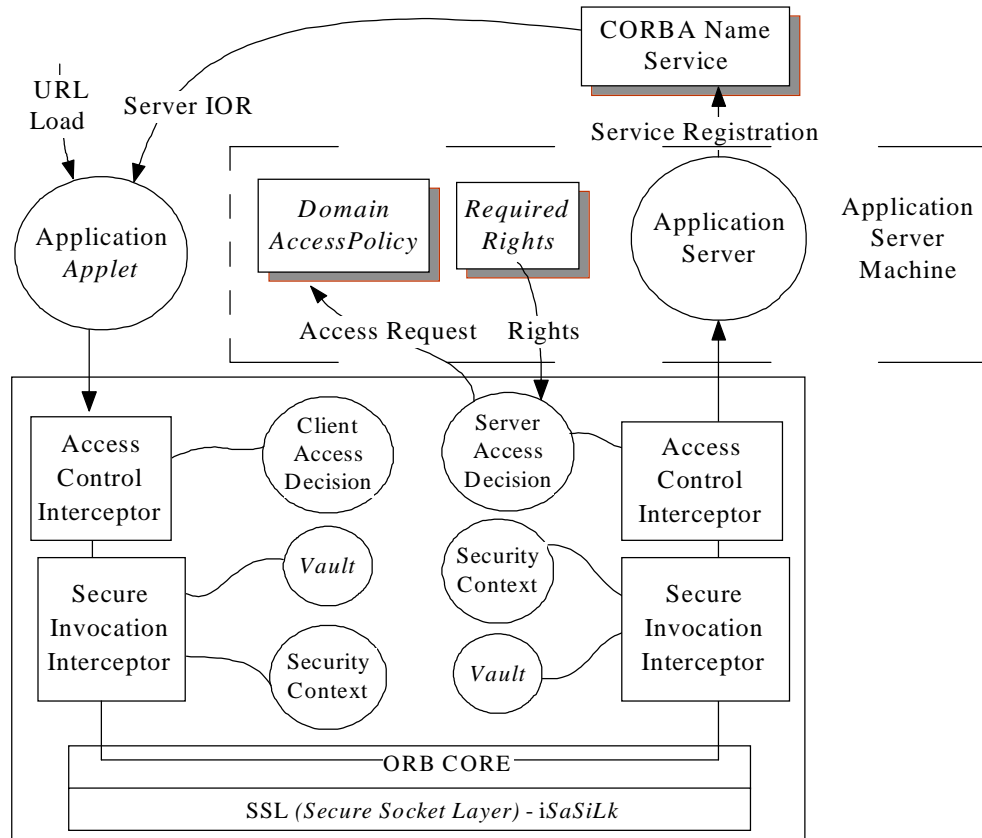 CORBA Name
Service
URL
Load
Server IOR
Service Registration
Domain
AccessPolicy
Required
Rights
Application
Applet
Application
Server
Application
Server
Machine
Access Request
Rights
Access
Control
Interceptor
Client
Access
Decision
Server
Access
Decision
Access
Control
Interceptor
Vault
Security
Context
Secure
Invocation
Interceptor
Security
Context
Vault
Secure
Invocation
Interceptor
ORB CORE
SSL (Secure Socket Layer) - iSaSiLk